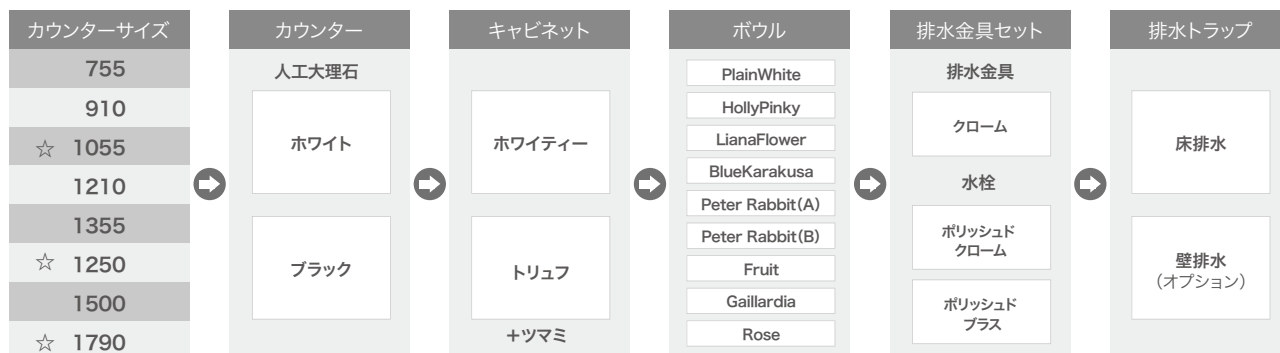 カウンターサイズ
755
910
☆ 1055
1210
1355
☆ 1250
1500
☆ 1790
カウンター
人工大理石
ホワイト
ブラック
キャビネット
ホワイティー
トリュフ
＋ツマミ
ボウル
PlainWhite
HollyPinky
LianaFlower
BlueKarakusa
Peter Rabbit(A)
Peter Rabbit(B)
Fruit
Gaillardia
Rose
排水金具セット
排水金具
クローム
水栓
ポリッシュド
クローム
ポリッシュド
ブラス
排水トラップ
床排水
壁排水
（オプション）